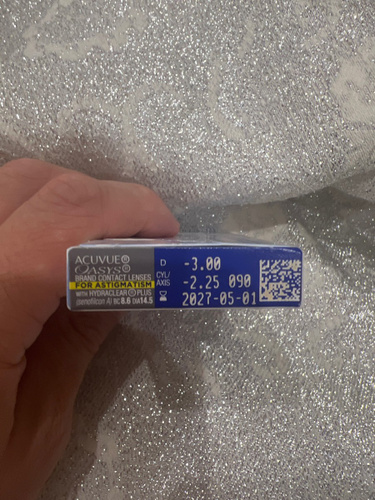 ACUVUE®
OASYS®
BRAND CONTACT LENSES
FOR ASTIGMATISM
WITH HYDRACLEAR® PLUS
(senofilcon A) BC 8.6 DIA 14.5
D -3.00
CYL/AXIS -2.25 090
2027-05-01